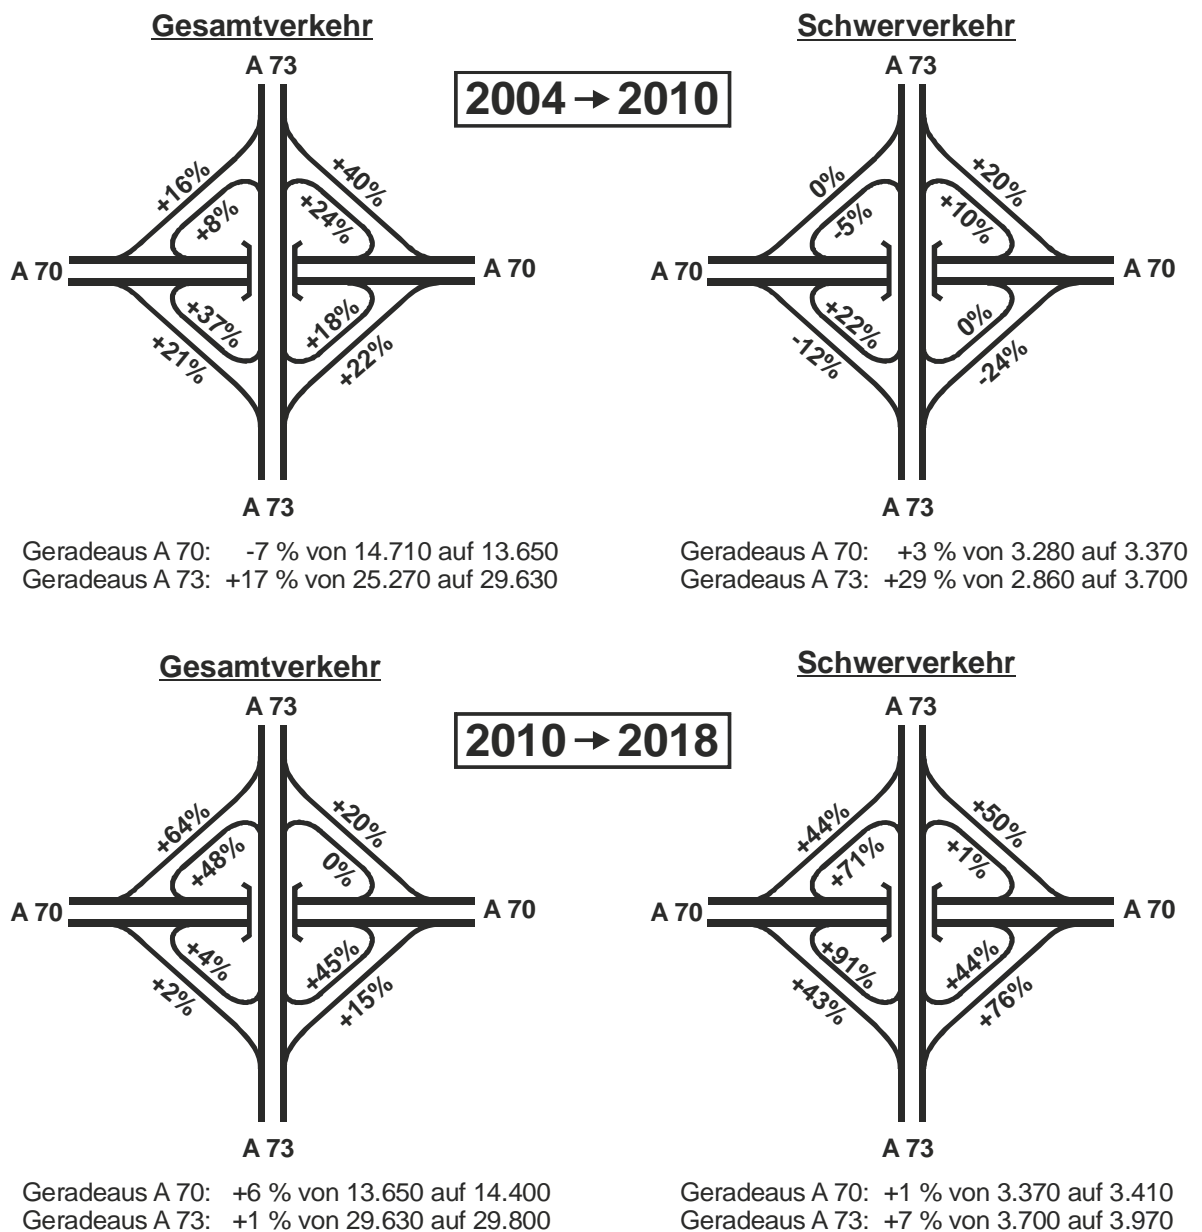 Gesamtverkehr
A 73
2004 → 2010
+16%
+40%
+8%
+24%
A 70
A 70
+37%
+18%
+21%
+22%
A 73
Geradeaus A 70: -7 % von 14.710 auf 13.650
Geradeaus A 73: +17 % von 25.270 auf 29.630
Schwerverkehr
A 73
0%
+20%
-5%
+10%
A 70
A 70
+22%
0%
-12%
-24%
A 73
Geradeaus A 70: +3 % von 3.280 auf 3.370
Geradeaus A 73: +29 % von 2.860 auf 3.700
Gesamtverkehr
A 73
2010 → 2018
+64%
+20%
+48%
0%
A 70
A 70
+4%
+45%
+2%
+15%
A 73
Geradeaus A 70: +6 % von 13.650 auf 14.400
Geradeaus A 73: +1 % von 29.630 auf 29.800
Schwerverkehr
A 73
+44%
+50%
+71%
+1%
A 70
A 70
+91%
+44%
+43%
+76%
A 73
Geradeaus A 70: +1 % von 3.370 auf 3.410
Geradeaus A 73: +7 % von 3.700 auf 3.970